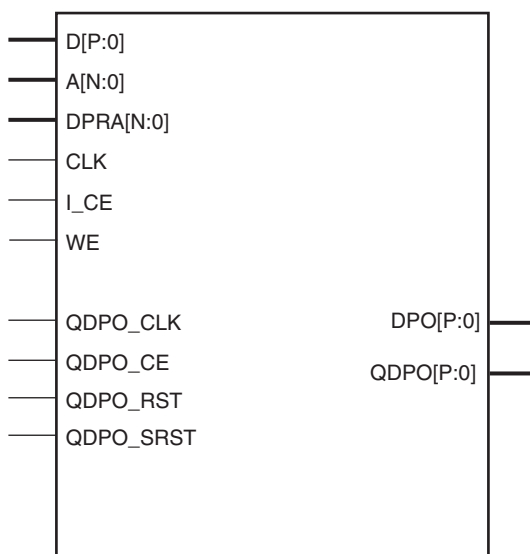 D[P:0]
A[N:0]
DPRA[N:0]
CLK
I_CE
WE
QDPO_CLK
DPO[P:0]
QDPO_CE
QDPO[P:0]
QDPO_RST
QDPO_SRST